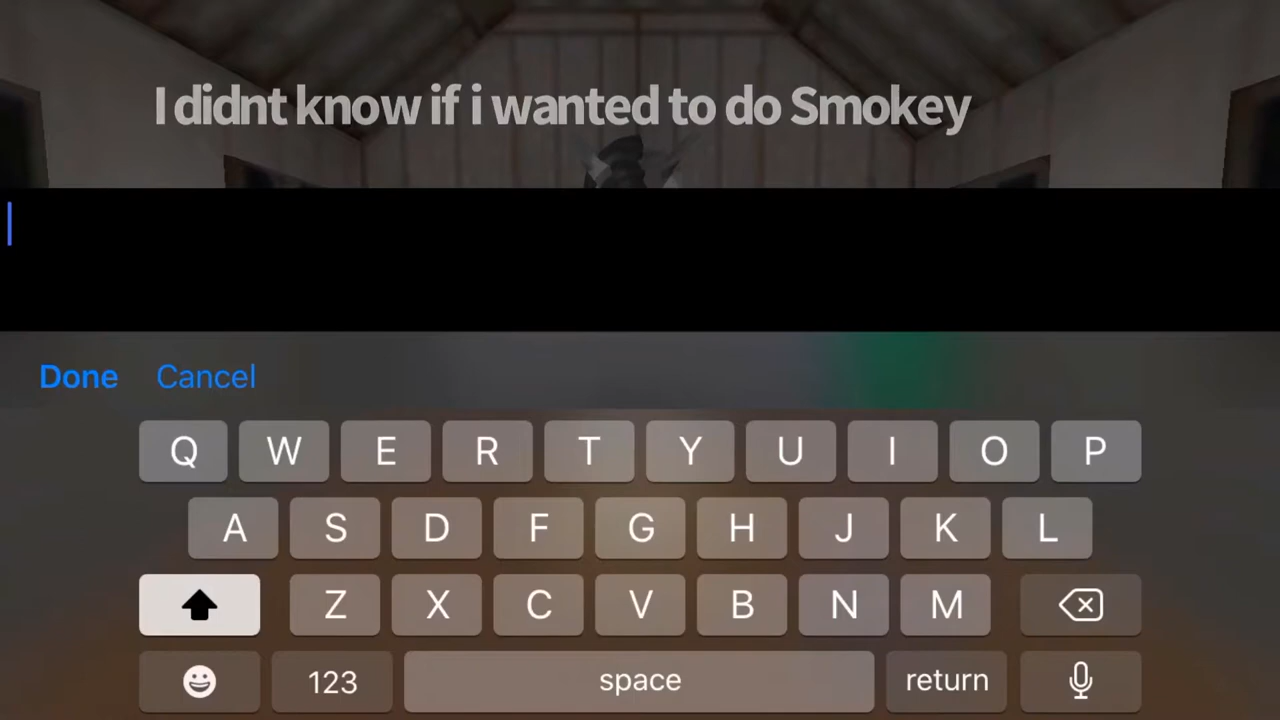 I didnt know if i wanted to do Smokey
Done Cancel
Q W E R T Y U I O P
A S D F G H J K L
Z X C V B N M
123 space return